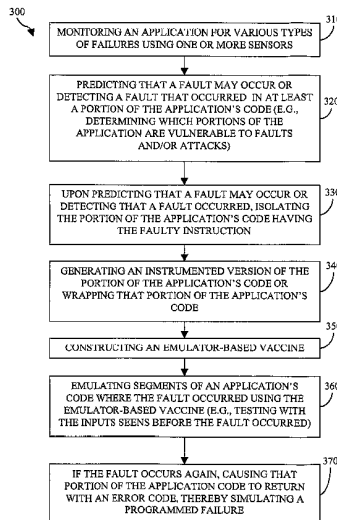 300
310
MONITORING AN APPLICATION FOR VARIOUS TYPES
OF FAILURES USING ONE OR MORE SENSORS
320
PREDICTING THAT A FAULT MAY OCCUR OR
DETECTING A FAULT THAT OCCURRED IN AT LEAST
A PORTION OF THE APPLICATION'S CODE (E.G.,
DETERMINING WHICH PORTIONS OF THE
APPLICATION ARE VULNERABLE TO FAULTS
AND/OR ATTACKS)
330
UPON PREDICTING THAT A FAULT MAY OCCUR OR
DETECTING THAT A FAULT OCCURRED, ISOLATING
THE PORTION OF THE APPLICATION'S CODE HAVING
THE FAULTY INSTRUCTION
340
GENERATING AN INSTRUMENTED VERSION OF THE
PORTION OF THE APPLICATION'S CODE OR
WRAPPING THAT PORTION OF THE APPLICATION'S
CODE
350
CONSTRUCTING AN EMULATOR-BASED VACCINE
360
EMULATING SEGMENTS OF AN APPLICATION'S
CODE WHERE THE FAULT OCCURRED USING THE
EMULATOR-BASED VACCINE (E.G., TESTING WITH
THE INPUTS SEENS BEFORE THE FAULT OCCURRED)
370
IF THE FAULT OCCURS AGAIN, CAUSING THAT
PORTION OF THE APPLICATION CODE TO RETURN
WITH AN ERROR CODE, THEREBY SIMULATING A
PROGRAMMED FAILURE